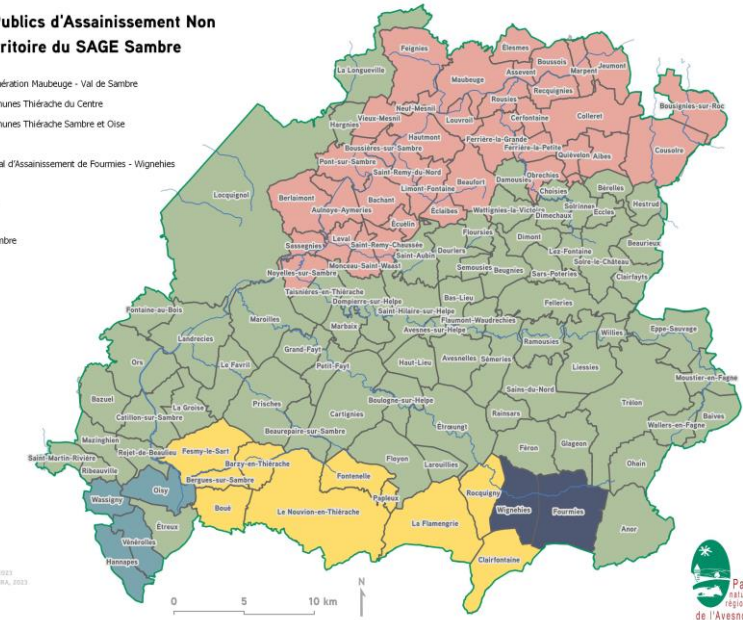 Publics d'Assainissement Non
ritoire du SAGE Sambre
ération Maubeuge - Val de Sambre
munes Thiérache du Centre
munes Thiérache Sambre et Oise
al d'Assainissement de Fourmies - Wignehies
mbre
Feignies
Élesmes
La Longueville
Maubeuge
Assevent
Boussois
Marpent
Jeumont
Recquignies
Bousignies-sur-Roc
Neuf-Mesnil
Rousies
Vieux-Mesnil
Louvroil
Cerfontaine
Colleret
Hargnies
Hautmont
Ferrière-la-Grande
Boussières-sur-Sambre
Ferrière-la-Petite
Cousolre
Pont-sur-Sambre
Quiévelon
Aibes
Saint-Remy-du-Nord
Obrechies
Locquignol
Limont-Fontaine
Beaufort
Damousies
Choisies
Bérelles
Berlaimont
Bachant
Aulnoye-Aymeries
Éclaibes
Wattignies-la-Victoire
Solrinnes
Hestrud
Dimechaux
Eccles
Écuélin
Floursies
Leval
Saint-Remy-Chaussée
Dimont
Beaurieux
Sassegnies
Saint-Aubin
Dourlers
Lez-Fontaine
Solre-le-Château
Monceau-Saint-Waast
Semousies
Beugnies
Sars-Poteries
Clairfayts
Noyelles-sur-Sambre
Taisnières-en-Thiérache
Bas-Lieu
Felleries
Dompierre-sur-Helpe
Fontaine-au-Bois
Maroilles
Saint-Hilaire-sur-Helpe
Flaumont-Waudrechies
Marbaix
Avesnes-sur-Helpe
Willies
Eppe-Sauvage
Landrecies
Ramousies
Grand-Fayt
Ors
Le Favril
Petit-Fayt
Haut-Lieu
Avesnelles
Sémeries
Liessies
Moustier-en-Fagne
Sains-du-Nord
Trélon
Bazuel
La Groise
Prisches
Boulogne-sur-Helpe
Rainsars
Baives
Catillon-sur-Sambre
Cartignies
Wallers-en-Fagne
Beaurepaire-sur-Sambre
Étrœungt
Mazinghien
Glageon
Rejet-de-Beaulieu
Fesmy-le-Sart
Féron
Saint-Martin-Rivière
Floyon
Larouillies
Barzy-en-Thiérache
Ohain
Ribeauville
Bergues-sur-Sambre
Fontenelle
Oisy
Rocquigny
Wassigny
Papleux
Boué
Le Nouvion-en-Thiérache
Wignehies
Fourmies
Étreux
La Flamengrie
Anor
Vénérolles
Hannapes
Clairfontaine
0 5 10 km
N
de l'Avesno